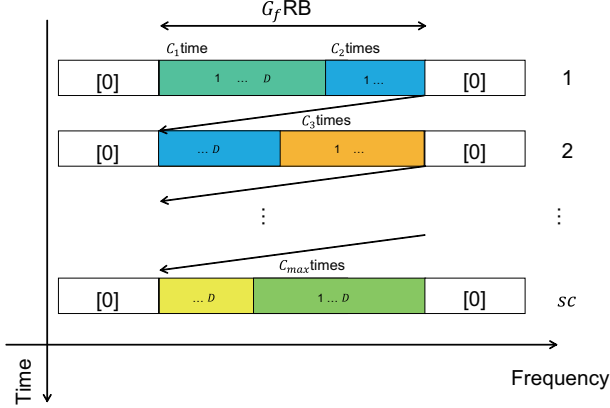 G_f RB
C_1 time C_2 times
[0] 1 ... D 1 ... [0] 1
C_3 times
[0] ... D 1 ... [0] 2
⋮ ⋮
C_max times
[0] ... D 1 ... D [0] sc
Time
Frequency